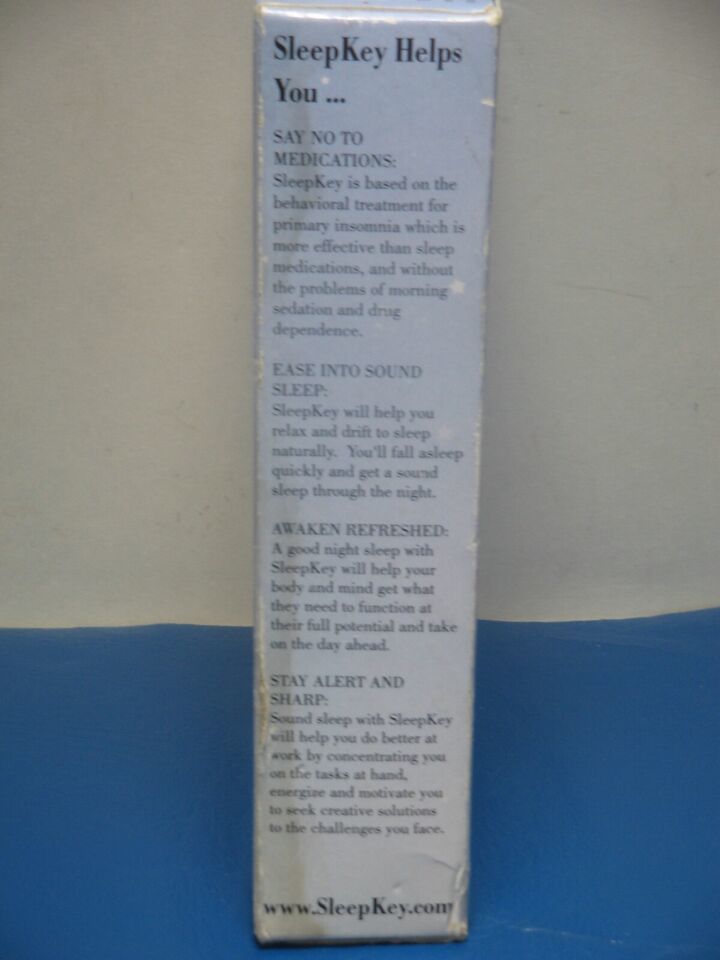 SleepKey Helps
You ...
SAY NO TO
MEDICATIONS:
SleepKey is based on the
behavioral treatment for
primary insomnia which is
more effective than sleep
medications, and without
the problems of morning
sedation and drug
dependence.
EASE INTO SOUND
SLEEP:
SleepKey will help you
relax and drift to sleep
naturally. You'll fall asleep
quickly and get a sound
sleep through the night.
AWAKEN REFRESHED:
A good night sleep with
SleepKey will help your
body and mind get what
they need to function at
their full potential and take
on the day ahead.
STAY ALERT AND
SHARP:
Sound sleep with SleepKey
will help you do better at
work by concentrating you
on the tasks at hand,
energize and motivate you
to seek creative solutions
to the challenges you face.
www.SleepKey.com